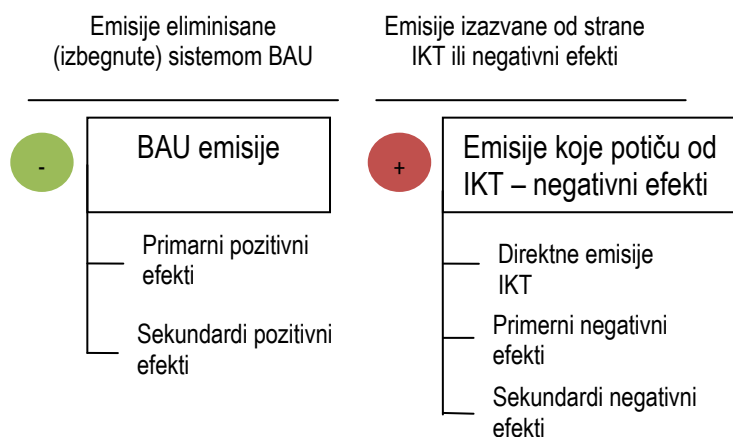 Emisije eliminisane
(izbegnute) sistemom BAU
Emisije izazvane od strane
IKT ili negativni efekti
-
BAU emisije
Primarni pozitivni
efekti
Sekundardi pozitivni
efekti
+
Emisije koje potiču od
IKT – negativni efekti
Direktne emisije
IKT
Primerni negativni
efekti
Sekundardi negativni
efekti